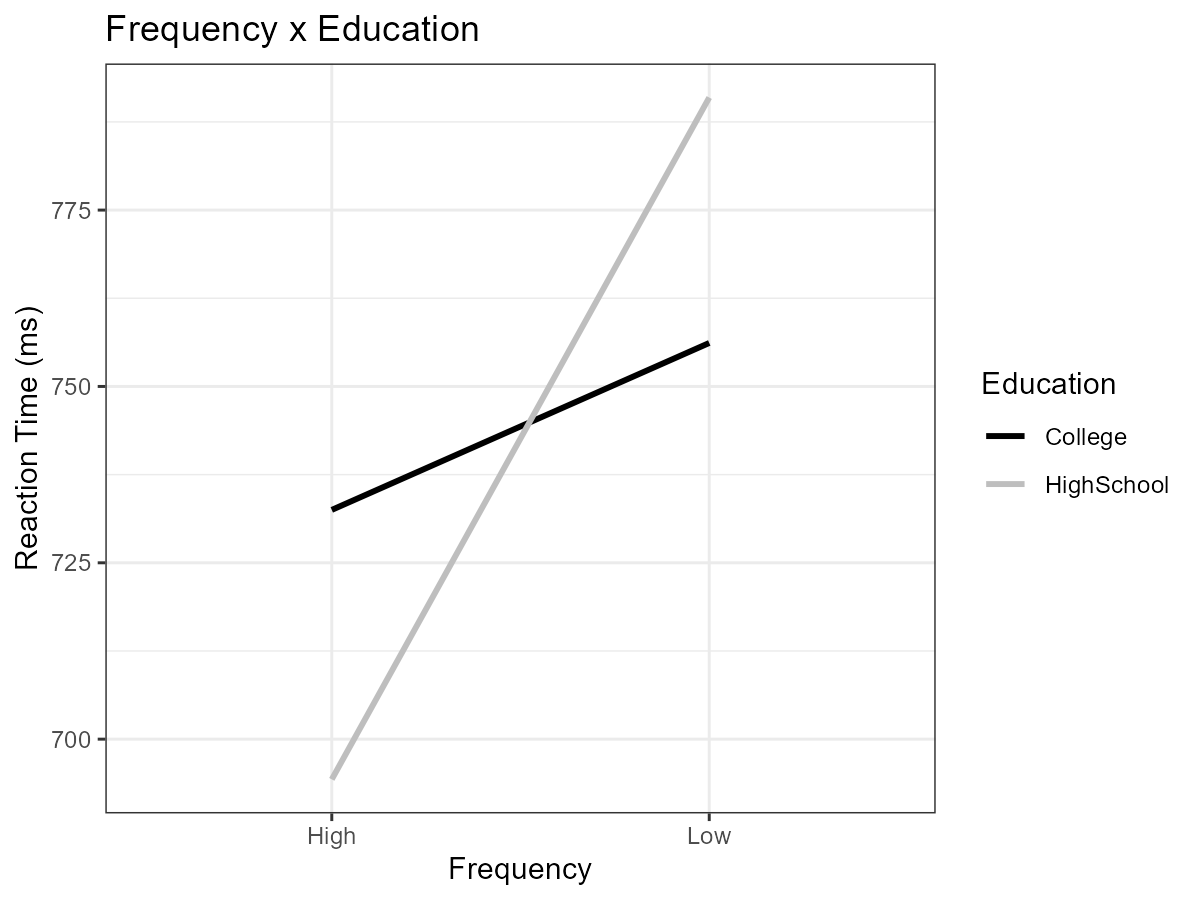 Frequency x Education
Reaction Time (ms)
775
750
725
700
High
Low
Frequency
Education
College
HighSchool